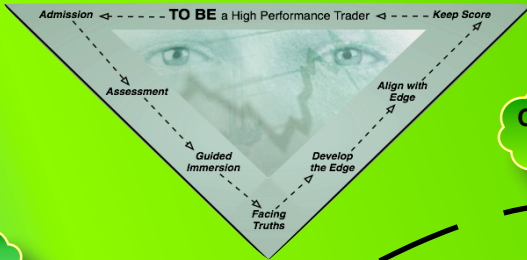 Admission
TO BE a High Performance Trader
Keep Score
Assessment
Align with
Edge
Guided
Immersion
Develop
the Edge
Facing
Truths